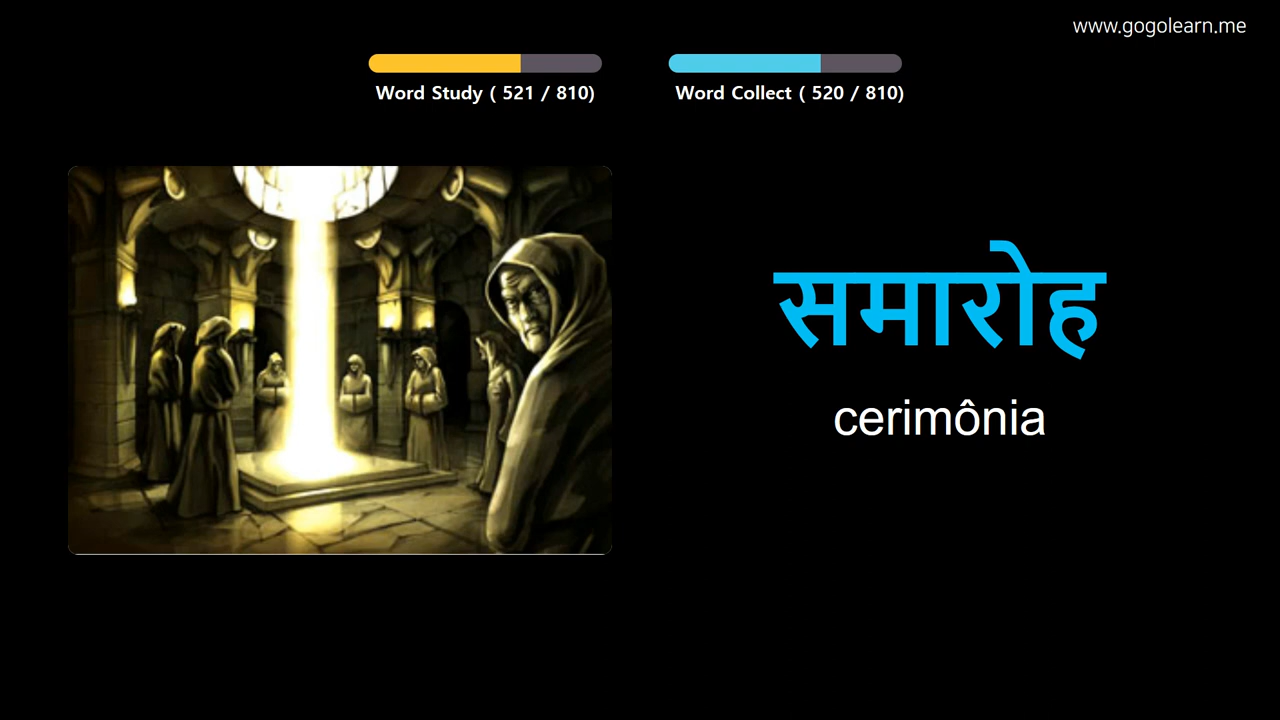 www.gogolearn.me
Word Study ( 521 / 810)
Word Collect ( 520 / 810)
समारोह
cerimônia